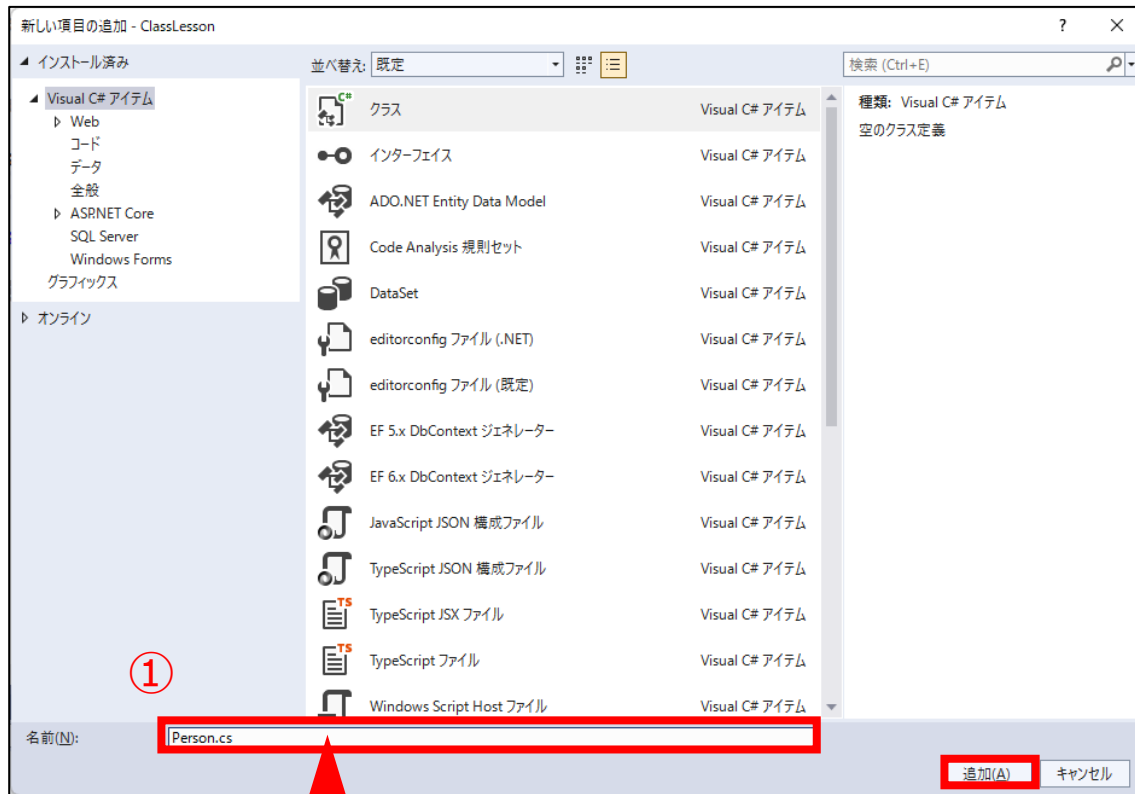 新しい項目の追加 - ClassLesson
?
インストール済み
並べ替え: 既定
検索 (Ctrl+E)
Visual C# アイテム
Web
コード
データ
全般
ASP.NET Core
SQL Server
Windows Forms
グラフィックス
オンライン
C#
クラス Visual C# アイテム
インターフェイス Visual C# アイテム
ADO.NET Entity Data Model Visual C# アイテム
Code Analysis 規則セット Visual C# アイテム
DataSet Visual C# アイテム
editorconfig ファイル (.NET) Visual C# アイテム
editorconfig ファイル (既定) Visual C# アイテム
EF 5.x DbContext ジェネレーター Visual C# アイテム
EF 6.x DbContext ジェネレーター Visual C# アイテム
JavaScript JSON 構成ファイル Visual C# アイテム
TypeScript JSON 構成ファイル Visual C# アイテム
TS
TypeScript JSX ファイル Visual C# アイテム
TS
TypeScript ファイル Visual C# アイテム
Windows Script Host ファイル Visual C# アイテム
種類: Visual C# アイテム
空のクラス定義
①
名前(N): Person.cs
追加(A) キャンセル